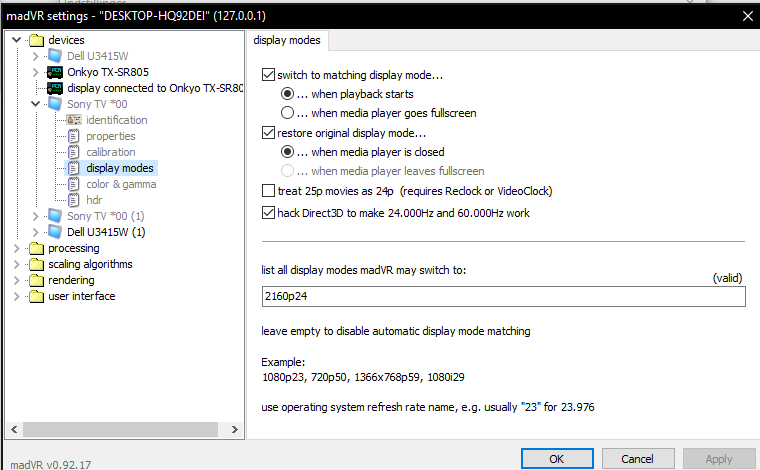 Indstillinger
madVR settings - "DESKTOP-HQ92DEI" (127.0.0.1)
devices
Dell U3415W
Onkyo TX-SR805
display connected to Onkyo TX-SR80
Sony TV *00
identification
properties
calibration
display modes
color & gamma
hdr
Sony TV *00 (1)
Dell U3415W (1)
processing
scaling algorithms
rendering
user interface
madVR v0.92.17
display modes
switch to matching display mode...
... when playback starts
... when media player goes fullscreen
restore original display mode...
... when media player is closed
... when media player leaves fullscreen
treat 25p movies as 24p (requires Reclock or VideoClock)
hack Direct3D to make 24.000Hz and 60.000Hz work
list all display modes madVR may switch to:
(valid)
2160p24
leave empty to disable automatic display mode matching
Example:
1080p23, 720p50, 1366x768p59, 1080i29
use operating system refresh rate name, e.g. usually "23" for 23.976
OK
Cancel
Apply